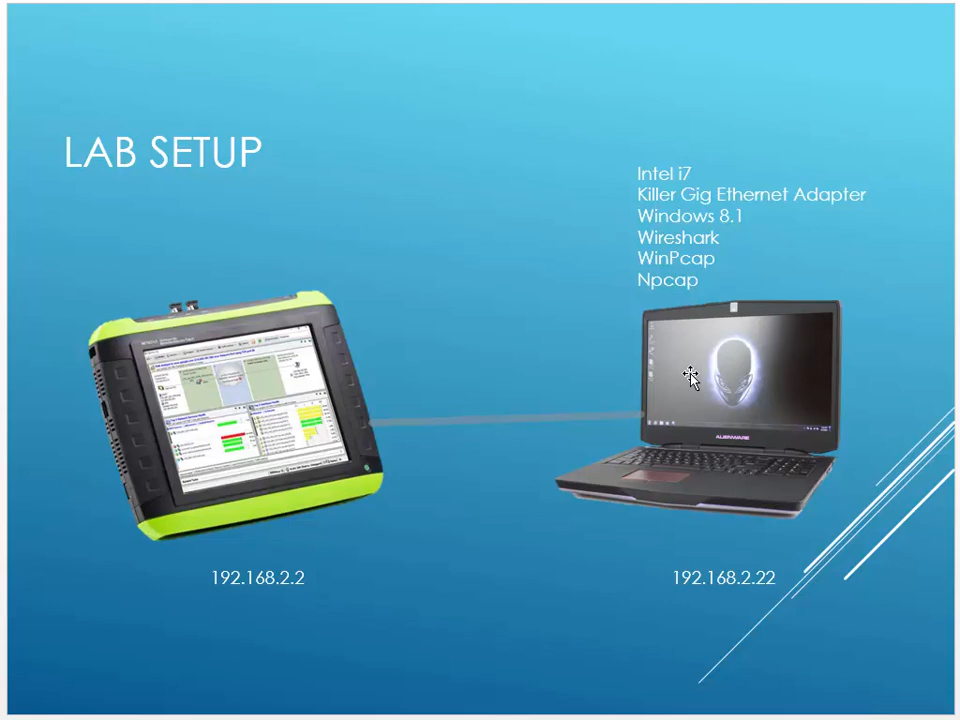 LAB SETUP
Intel i7
Killer Gig Ethernet Adapter
Windows 8.1
Wireshark
WinPcap
Npcap
ALIENWARE
192.168.2.2
192.168.2.22